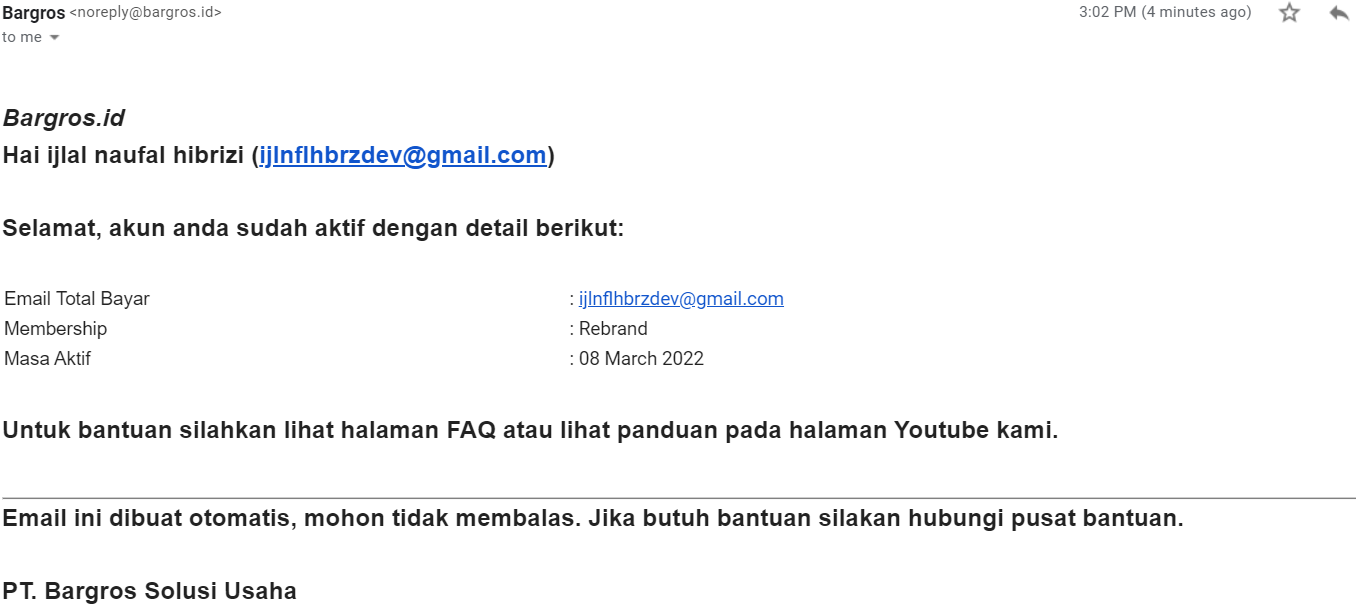 Bargros <noreply@bargros.id> 3:02 PM (4 minutes ago)
to me
Bargros.id
Hai ijlal naufal hibrizi (ijlnflhbrzdev@gmail.com)
Selamat, akun anda sudah aktif dengan detail berikut:
Email Total Bayar : ijlnflhbrzdev@gmail.com
Membership : Rebrand
Masa Aktif : 08 March 2022
Untuk bantuan silahkan lihat halaman FAQ atau lihat panduan pada halaman Youtube kami.
Email ini dibuat otomatis, mohon tidak membalas. Jika butuh bantuan silakan hubungi pusat bantuan.
PT. Bargros Solusi Usaha